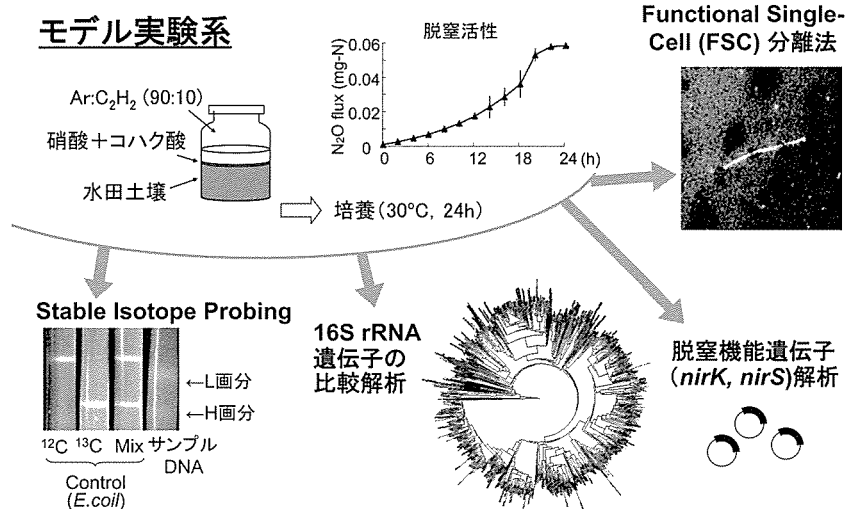 モデル実験系
Ar:C2H2 (90:10)
硝酸＋コハク酸
水田土壌
培養（30℃, 24h）
脱窒活性
N2O flux (mg-N)
0.06
0.04
0.02
0
0
6
12
18
24 (h)
Functional Single-
Cell (FSC) 分離法
Stable Isotope Probing
←L画分
←H画分
12C 13C Mix サンプル
DNA
Control
(E.coil)
16S rRNA
遺伝子の
比較解析
脱窒機能遺伝子
（nirK, nirS)解析